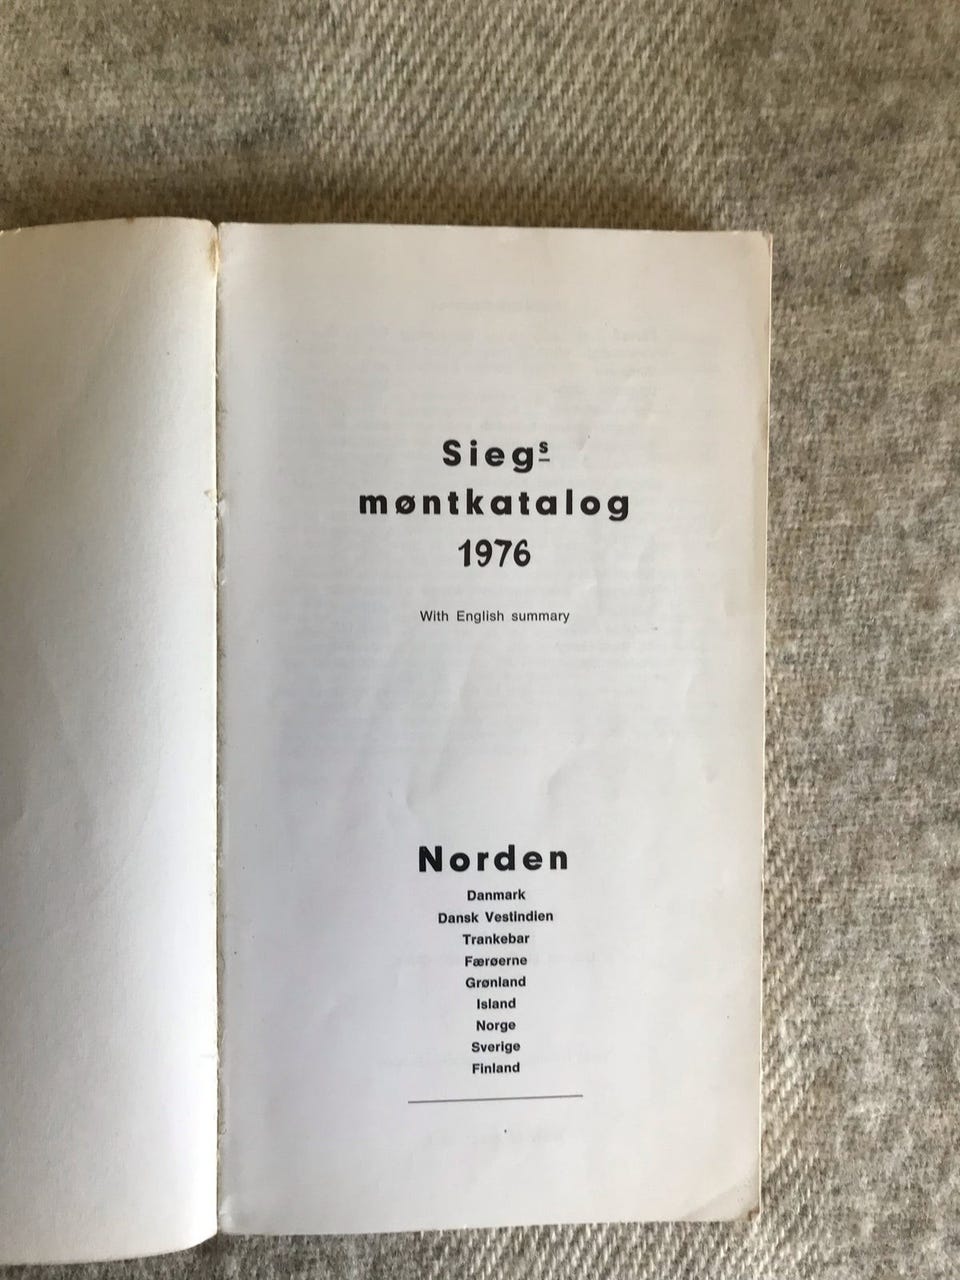 Siegs
møntkatalog
1976
With English summary
Norden
Danmark
Dansk Vestindien
Trankebar
Færøerne
Grønland
Island
Norge
Sverige
Finland